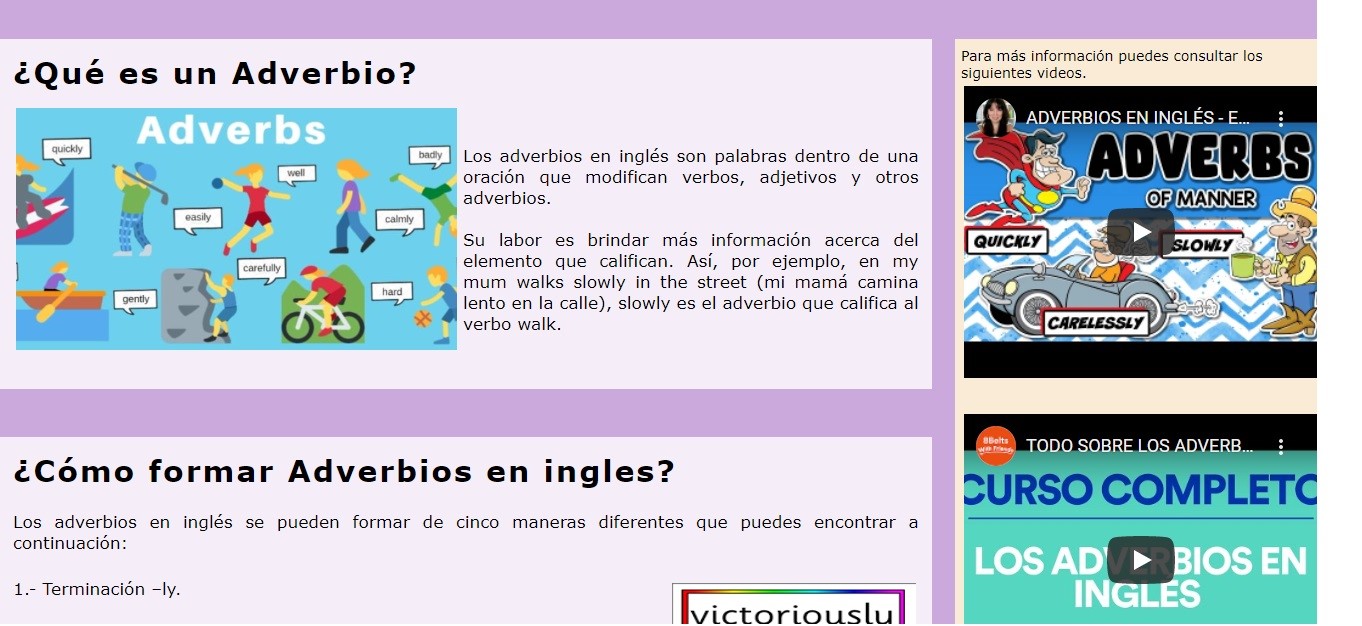 ¿Qué es un Adverbio?
Adverbs
quickly
well
badly
easily
calmly
carefully
gently
hard
Los adverbios en inglés son palabras dentro de una
oración que modifican verbos, adjetivos y otros
adverbios.
Su labor es brindar más información acerca del
elemento que califican. Así, por ejemplo, en my
mum walks slowly in the street (mi mamá camina
lento en la calle), slowly es el adverbio que califica al
verbo walk.
¿Cómo formar Adverbios en ingles?
Los adverbios en inglés se pueden formar de cinco maneras diferentes que puedes encontrar a
continuación:
1.- Terminación –ly.
victoriously
Para más información puedes consultar los
siguientes videos.
ADVERBIOS EN INGLÉS - E...
ADVERBS
OF MANNER
QUICKLY
SLOWLY
CARELESSLY
8Belts
With Friends
TODO SOBRE LOS ADVERB...
CURSO COMPLETO
LOS ADVERBIOS EN
INGLÉS